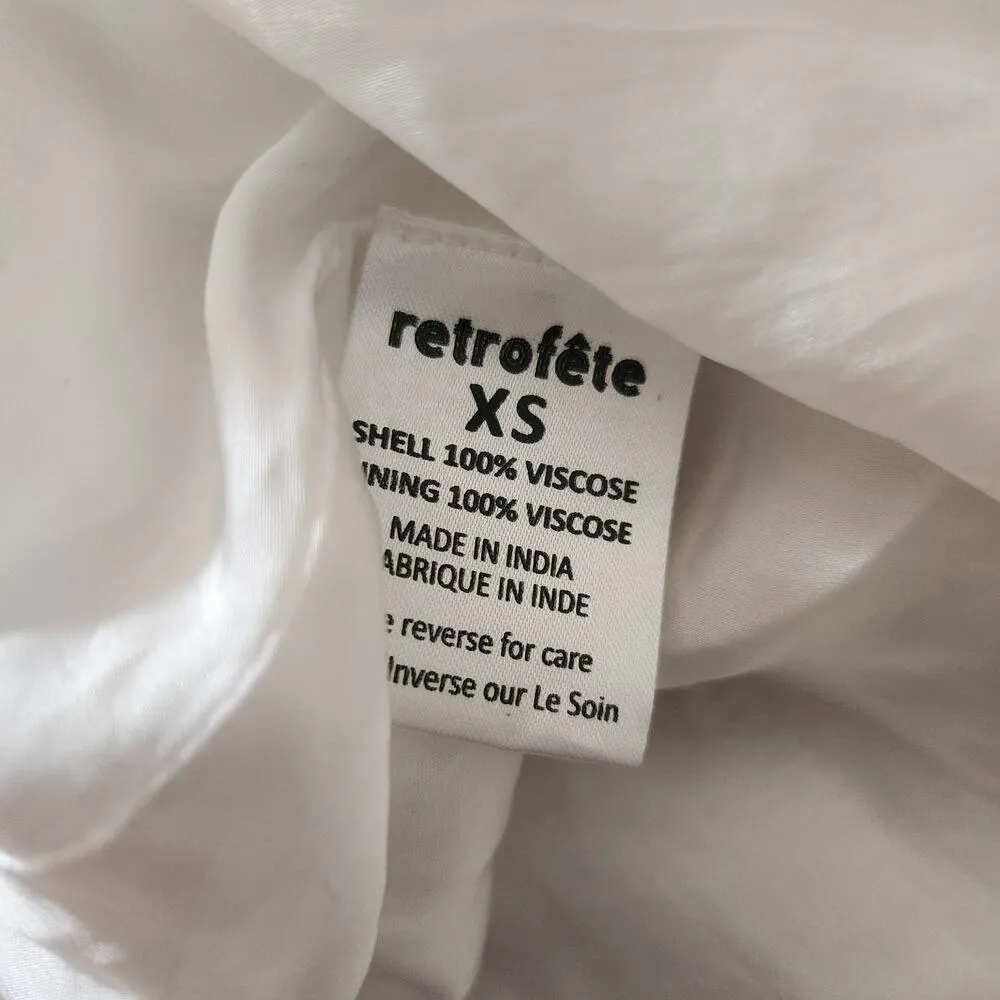 retrofête
XS
SHELL 100% VISCOSE
INING 100% VISCOSE
MADE IN INDIA
ABRIQUE IN INDE
e reverse for care
Inverse our Le Soin